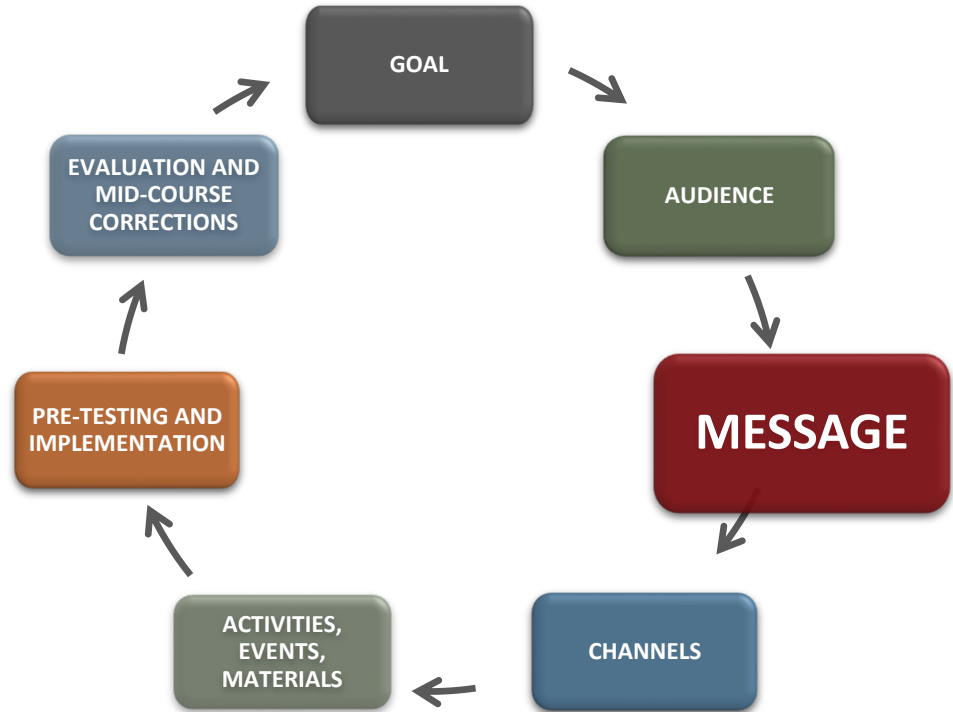 GOAL
AUDIENCE
MESSAGE
CHANNELS
ACTIVITIES,
EVENTS,
MATERIALS
PRE-TESTING AND
IMPLEMENTATION
EVALUATION AND
MID-COURSE
CORRECTIONS